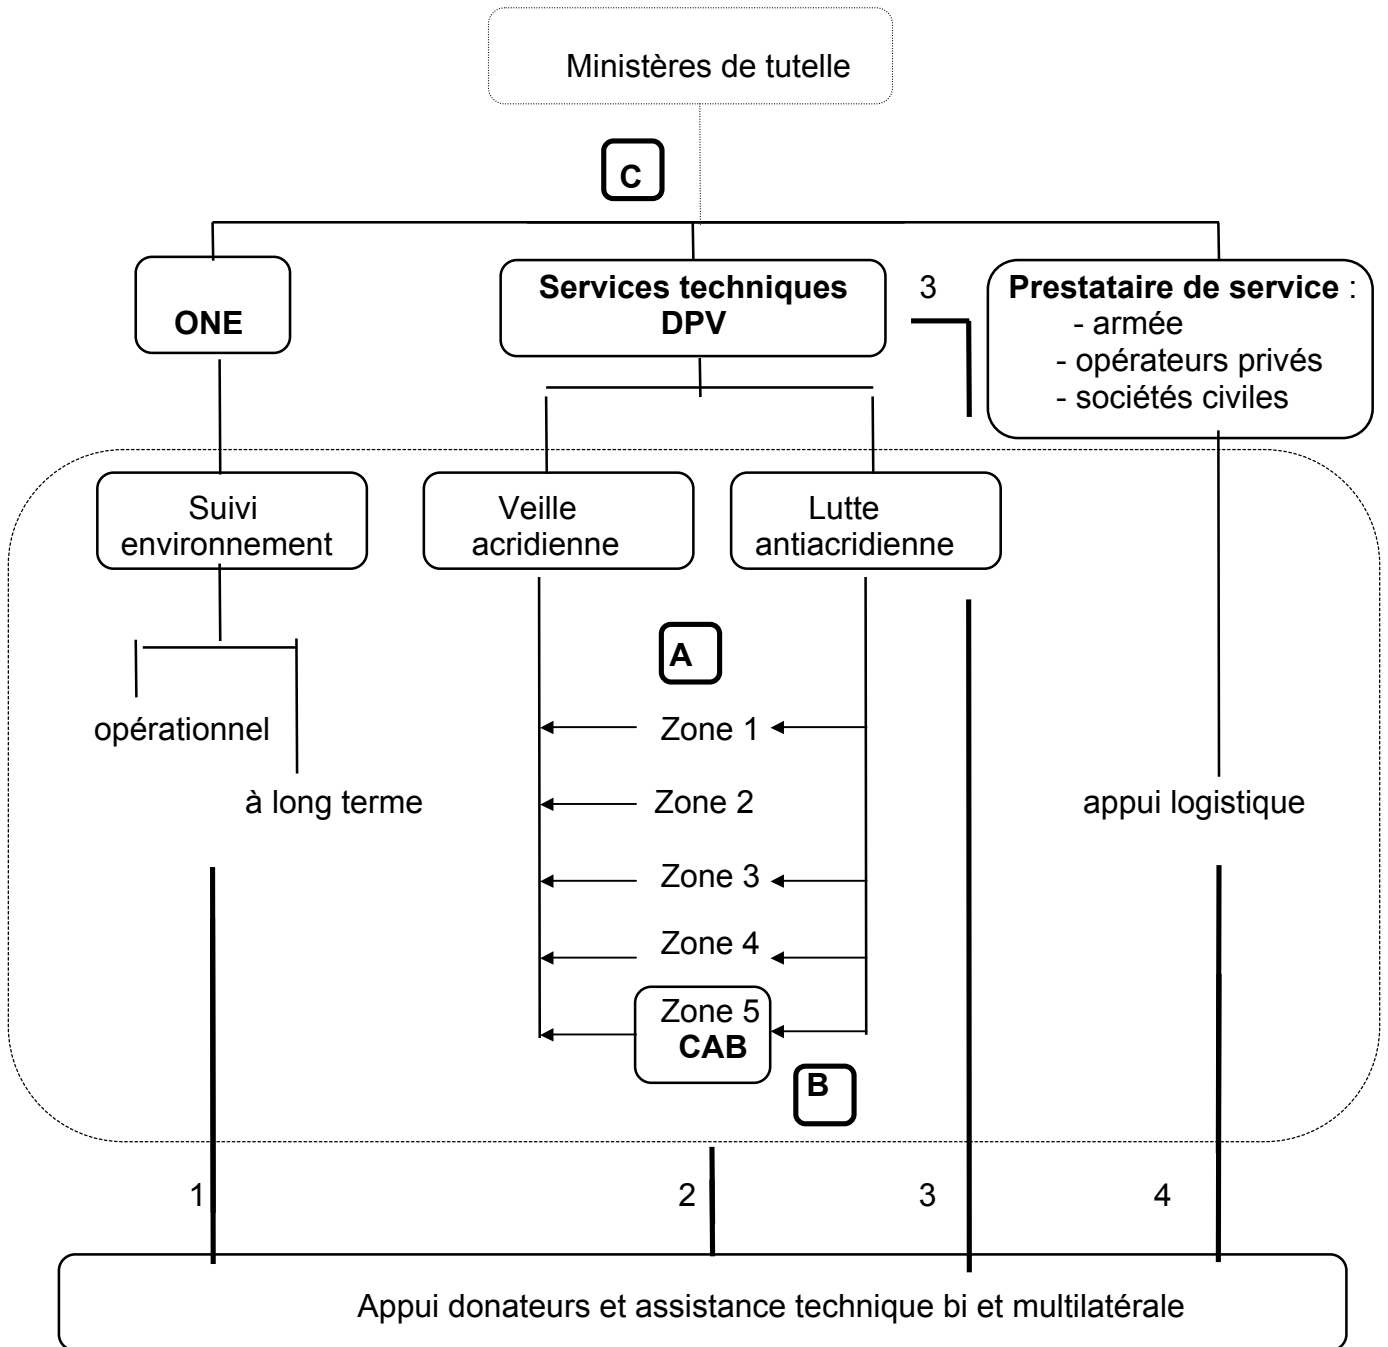 Ministères de tutelle
C
ONE
Services techniques
DPV
3
Prestataire de service :
- armée
- opérateurs privés
- sociétés civiles
Suivi
environnement
Veille
acridienne
Lutte
antiacridienne
A
opérationnel
à long terme
Zone 1
Zone 2
Zone 3
Zone 4
Zone 5
CAB
B
appui logistique
1
2
3
4
Appui donateurs et assistance technique bi et multilatérale